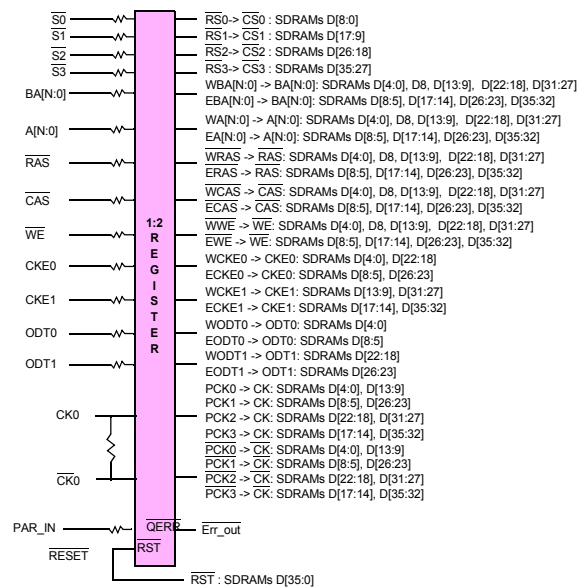 S0 RS0-> CS0 : SDRAMs D[8:0]
S1 RS1-> CS1 : SDRAMs D[17:9]
S2 RS2-> CS2 : SDRAMs D[26:18]
S3 RS3-> CS3 : SDRAMs D[35:27]
BA[N:0] WBA[N:0] -> BA[N:0]: SDRAMs D[4:0], D8, D[13:9], D[22:18], D[31:27]
EBA[N:0] -> BA[N:0]: SDRAMs D[8:5], D[17:14], D[26:23], D[35:32]
A[N:0] WA[N:0] -> A[N:0]: SDRAMs D[4:0], D8, D[13:9], D[22:18], D[31:27]
EA[N:0] -> A[N:0]: SDRAMs D[8:5], D[17:14], D[26:23], D[35:32]
RAS WRAS -> RAS: SDRAMs D[4:0], D8, D[13:9], D[22:18], D[31:27]
ERAS -> RAS: SDRAMs D[8:5], D[17:14], D[26:23], D[35:32]
CAS WCAS -> CAS: SDRAMs D[4:0], D8, D[13:9], D[22:18], D[31:27]
ECAS -> CAS: SDRAMs D[8:5], D[17:14], D[26:23], D[35:32]
WE WWE -> WE: SDRAMs D[4:0], D8, D[13:9], D[22:18], D[31:27]
EWE -> WE: SDRAMs D[8:5], D[17:14], D[26:23], D[35:32]
1:2
R
E
G
I
S
T
E
R
CKE0 WCKE0 -> CKE0: SDRAMs D[4:0], D[22:18]
ECKE0 -> CKE0: SDRAMs D[8:5], D[26:23]
CKE1 WCKE1 -> CKE1: SDRAMs D[13:9], D[31:27]
ECKE1 -> CKE1: SDRAMs D[17:14], D[35:32]
ODT0 WODT0 -> ODT0: SDRAMs D[4:0]
EODT0 -> ODT0: SDRAMs D[8:5]
ODT1 WODT1 -> ODT1: SDRAMs D[22:18]
EODT1 -> ODT1: SDRAMs D[26:23]
PCK0 -> CK: SDRAMs D[4:0], D[13:9]
PCK1 -> CK: SDRAMs D[8:5], D[26:23]
CK0 PCK2 -> CK: SDRAMs D[22:18], D[31:27]
PCK3 -> CK: SDRAMs D[17:14], D[35:32]
PCK0 -> CK: SDRAMs D[4:0], D[13:9]
PCK1 -> CK: SDRAMs D[8:5], D[26:23]
CK0 PCK2 -> CK: SDRAMs D[22:18], D[31:27]
PCK3 -> CK: SDRAMs D[17:14], D[35:32]
PAR_IN QERR Err_out
RESET RST
RST : SDRAMs D[35:0]